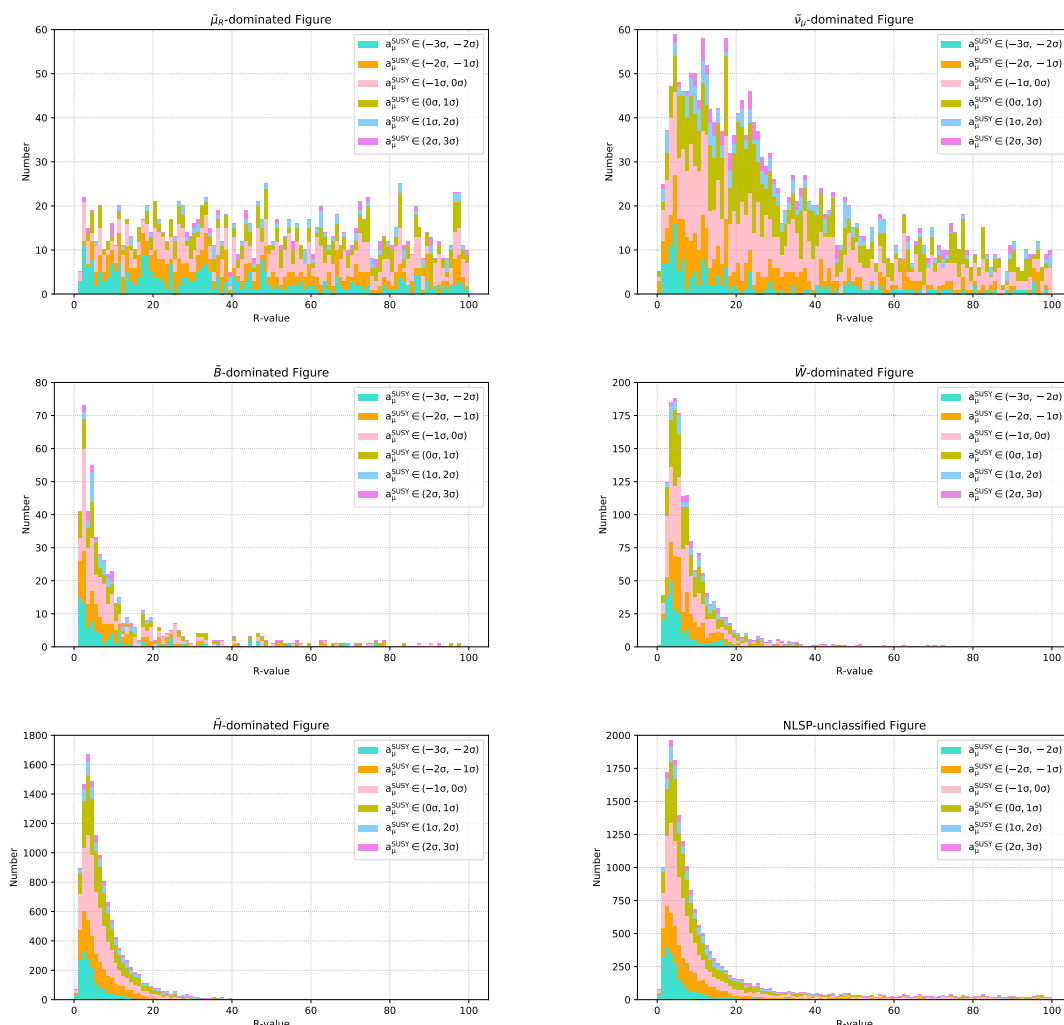 μ̃_R-dominated Figure
Number
60
50
40
30
20
10
0
a_μ^SUSY ∈ (−3σ, −2σ)
a_μ^SUSY ∈ (−2σ, −1σ)
a_μ^SUSY ∈ (−1σ, 0σ)
a_μ^SUSY ∈ (0σ, 1σ)
a_μ^SUSY ∈ (1σ, 2σ)
a_μ^SUSY ∈ (2σ, 3σ)
0 20 40 60 80 100
R-value
ν̃_μ-dominated Figure
Number
60
50
40
30
20
10
0
a_μ^SUSY ∈ (−3σ, −2σ)
a_μ^SUSY ∈ (−2σ, −1σ)
a_μ^SUSY ∈ (−1σ, 0σ)
a_μ^SUSY ∈ (0σ, 1σ)
a_μ^SUSY ∈ (1σ, 2σ)
a_μ^SUSY ∈ (2σ, 3σ)
0 20 40 60 80 100
R-value
B̃-dominated Figure
Number
80
70
60
50
40
30
20
10
0
a_μ^SUSY ∈ (−3σ, −2σ)
a_μ^SUSY ∈ (−2σ, −1σ)
a_μ^SUSY ∈ (−1σ, 0σ)
a_μ^SUSY ∈ (0σ, 1σ)
a_μ^SUSY ∈ (1σ, 2σ)
a_μ^SUSY ∈ (2σ, 3σ)
0 20 40 60 80 100
R-value
W̃-dominated Figure
Number
200
175
150
125
100
75
50
25
0
a_μ^SUSY ∈ (−3σ, −2σ)
a_μ^SUSY ∈ (−2σ, −1σ)
a_μ^SUSY ∈ (−1σ, 0σ)
a_μ^SUSY ∈ (0σ, 1σ)
a_μ^SUSY ∈ (1σ, 2σ)
a_μ^SUSY ∈ (2σ, 3σ)
0 20 40 60 80 100
R-value
H̃-dominated Figure
Number
1800
1600
1400
1200
1000
800
600
400
200
0
a_μ^SUSY ∈ (−3σ, −2σ)
a_μ^SUSY ∈ (−2σ, −1σ)
a_μ^SUSY ∈ (−1σ, 0σ)
a_μ^SUSY ∈ (0σ, 1σ)
a_μ^SUSY ∈ (1σ, 2σ)
a_μ^SUSY ∈ (2σ, 3σ)
0 20 40 60 80 100
R-value
NLSP-unclassified Figure
Number
2000
1750
1500
1250
1000
750
500
250
0
a_μ^SUSY ∈ (−3σ, −2σ)
a_μ^SUSY ∈ (−2σ, −1σ)
a_μ^SUSY ∈ (−1σ, 0σ)
a_μ^SUSY ∈ (0σ, 1σ)
a_μ^SUSY ∈ (1σ, 2σ)
a_μ^SUSY ∈ (2σ, 3σ)
0 20 40 60 80 100
R-value